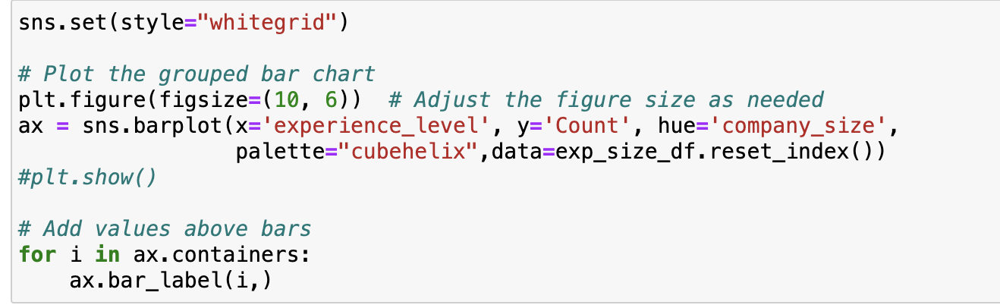 sns.set(style="whitegrid")
# Plot the grouped bar chart
plt.figure(figsize=(10, 6))  # Adjust the figure size as needed
ax = sns.barplot(x='experience_level', y='Count', hue='company_size',
                 palette="cubehelix",data=exp_size_df.reset_index())
#plt.show()
# Add values above bars
for i in ax.containers:
    ax.bar_label(i,)